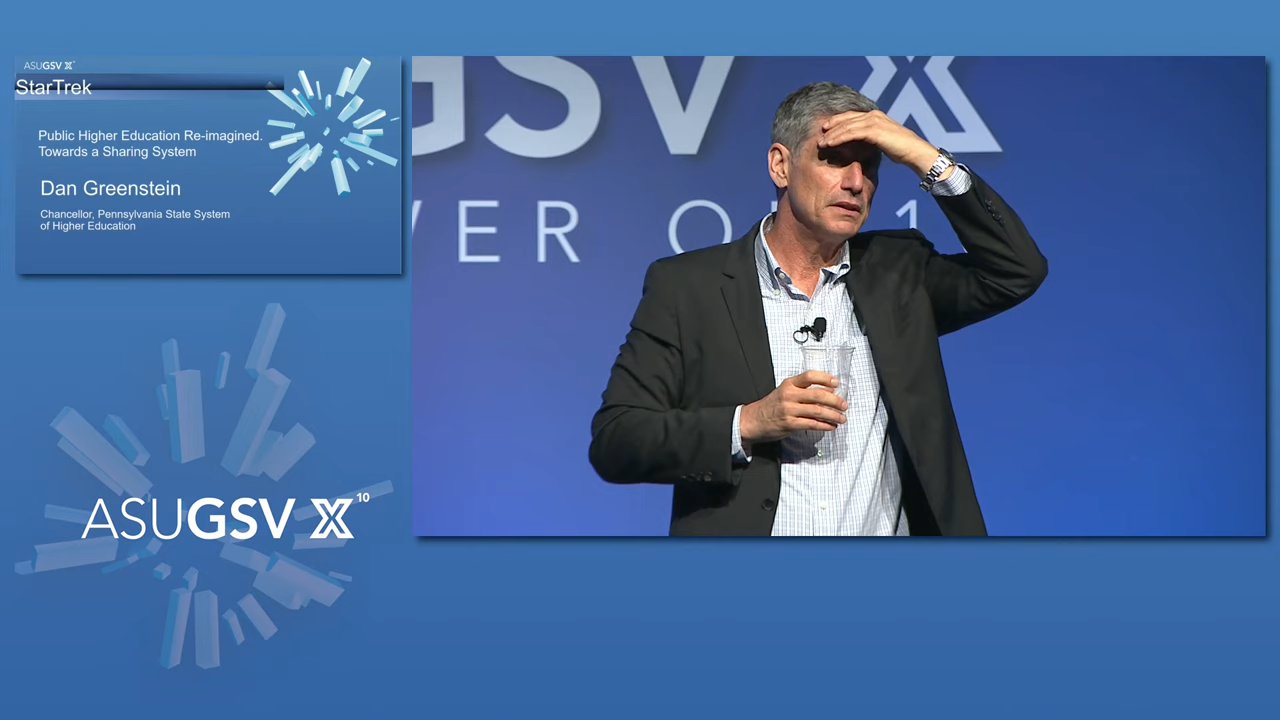 ASUGSV X
StarTrek
Public Higher Education Re-imagined.
Towards a Sharing System
Dan Greenstein
Chancellor, Pennsylvania State System
of Higher Education
GSV X
VER O 1
ASUGSV X 10